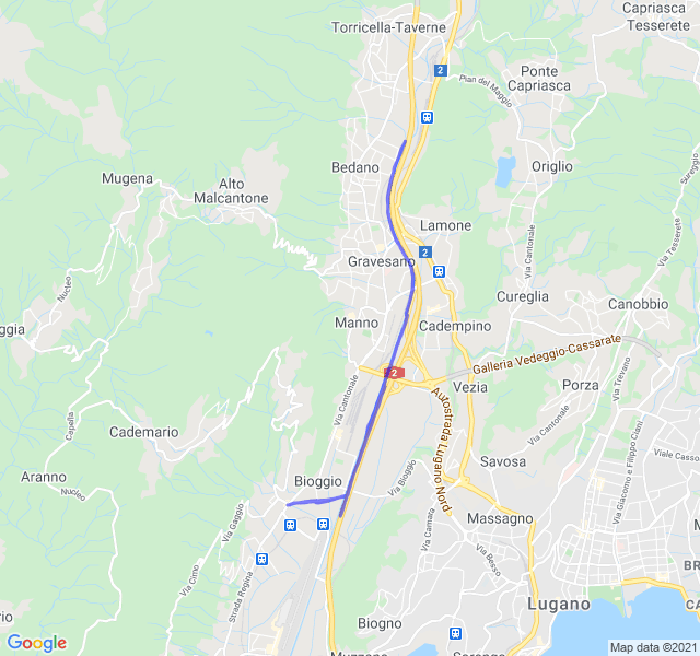 Capriasca
Tesserete
Torricella-Taverne
2
Ponte
Capriasca
Pian del Maggio
Bedano
Origlio
Mugena
Alto
Malcantone
Via Tesserete
Sureggio
Lamone
Via Cantonale
2
Gravesano
Nucleo
Cureglia
Canobbio
ggia
Manno
Cadempino
Galleria Vedeggio-Cassarate
2
Vezia
Via Trevano
Porza
Via Cantonale
Autostrada Lugano Nord
Capella
Cademario
Via Cantonale
Via Giacomo e Filippo Ciani
Viale Casso
Aranno
Nucleo
Bioggio
Via Bioggio
Savosa
Via Gaggio
Massagno
Via Camara
Via Besso
Via Cimo
Strada Regina
BR
Lugano
CA
Biogno
rio
Google
Muzzano
Sorengo
Map data ©2021